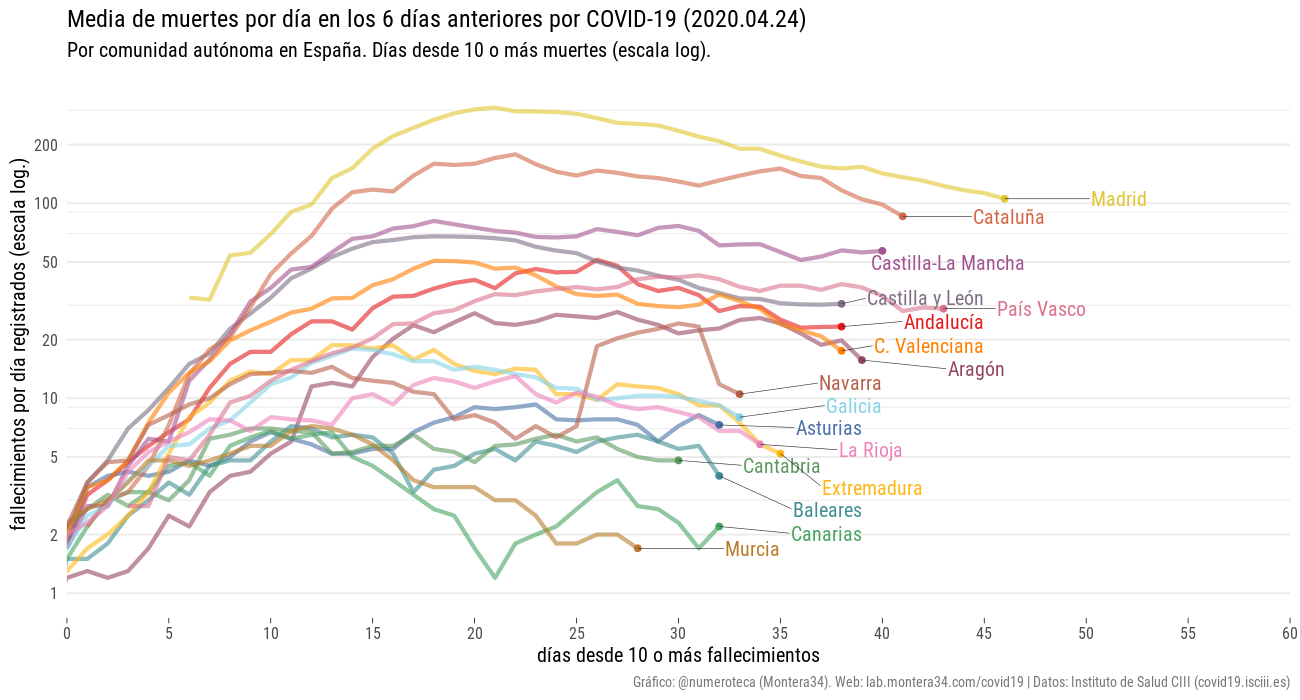 Media de muertes por día en los 6 días anteriores por COVID-19 (2020.04.24)
Por comunidad autónoma en España. Días desde 10 o más muertes (escala log).
fallecimientos por día registrados (escala log.)
200
100
50
20
10
5
2
1
Madrid
Cataluña
Castilla-La Mancha
Castilla y León
País Vasco
Andalucía
C. Valenciana
Aragón
Navarra
Galicia
Asturias
La Rioja
Cantabria
Extremadura
Baleares
Canarias
Murcia
0 5 10 15 20 25 30 35 40 45 50 55 60
días desde 10 o más fallecimientos
Gráfico: @numeroteca (Montera34). Web: lab.montera34.com/covid19 | Datos: Instituto de Salud CIII (covid19.isciii.es)